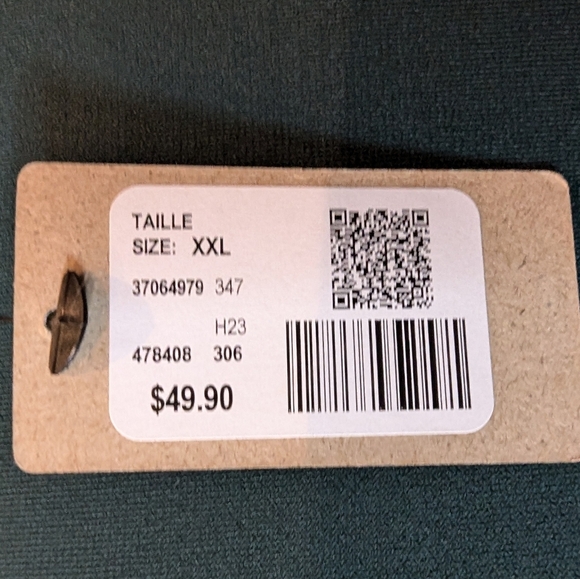 TAILLE
SIZE: XXL
37064979 347
H23
478408 306
$49.90